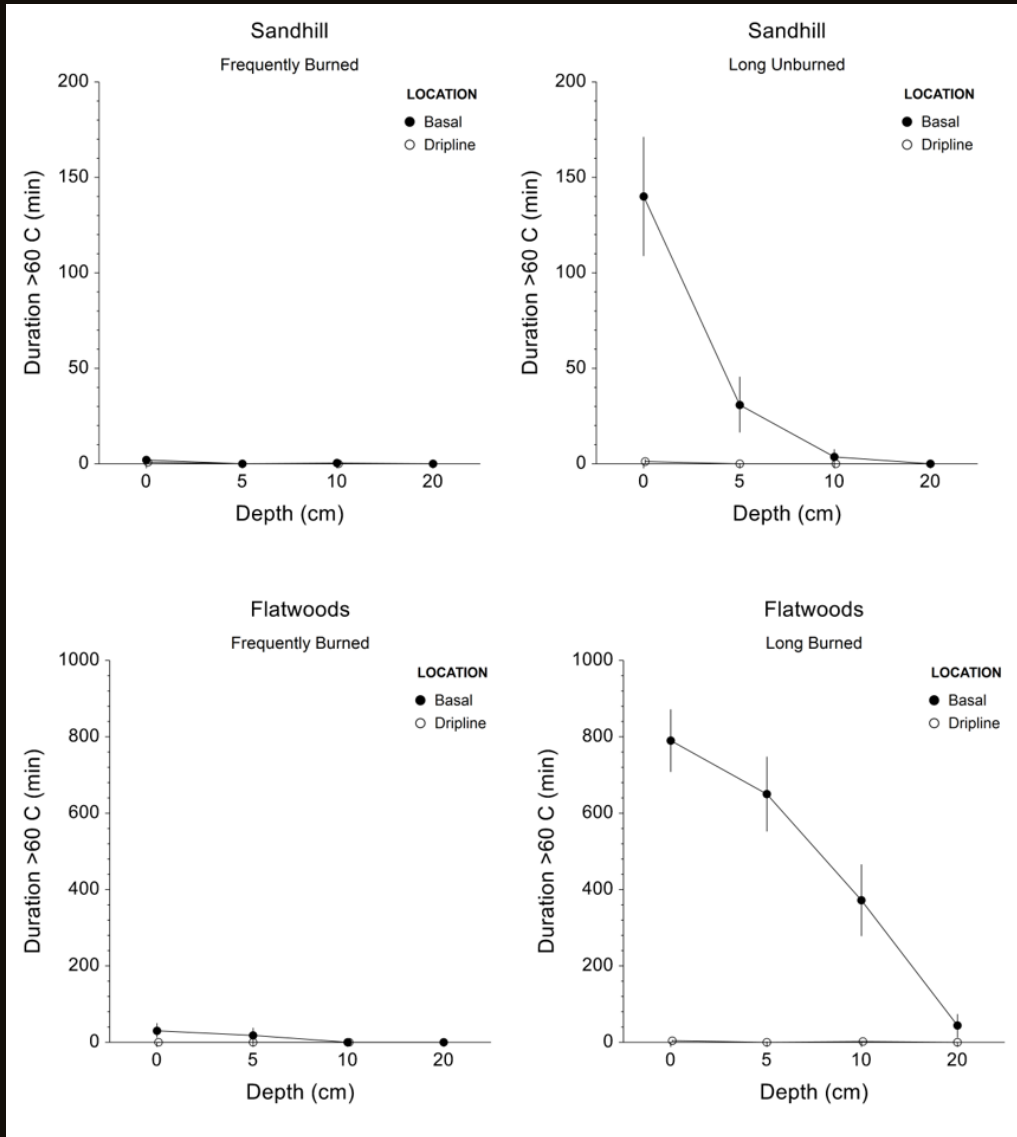 Sandhill
Frequently Burned
LOCATION
Basal
Dripline
200
150
100
50
0
Duration >60 C (min)
0 5 10 20
Depth (cm)
Sandhill
Long Unburned
LOCATION
Basal
Dripline
200
150
100
50
0
Duration >60 C (min)
0 5 10 20
Depth (cm)
Flatwoods
Frequently Burned
LOCATION
Basal
Dripline
1000
800
600
400
200
0
Duration >60 C (min)
0 5 10 20
Depth (cm)
Flatwoods
Long Burned
LOCATION
Basal
Dripline
1000
800
600
400
200
0
Duration >60 C (min)
0 5 10 20
Depth (cm)